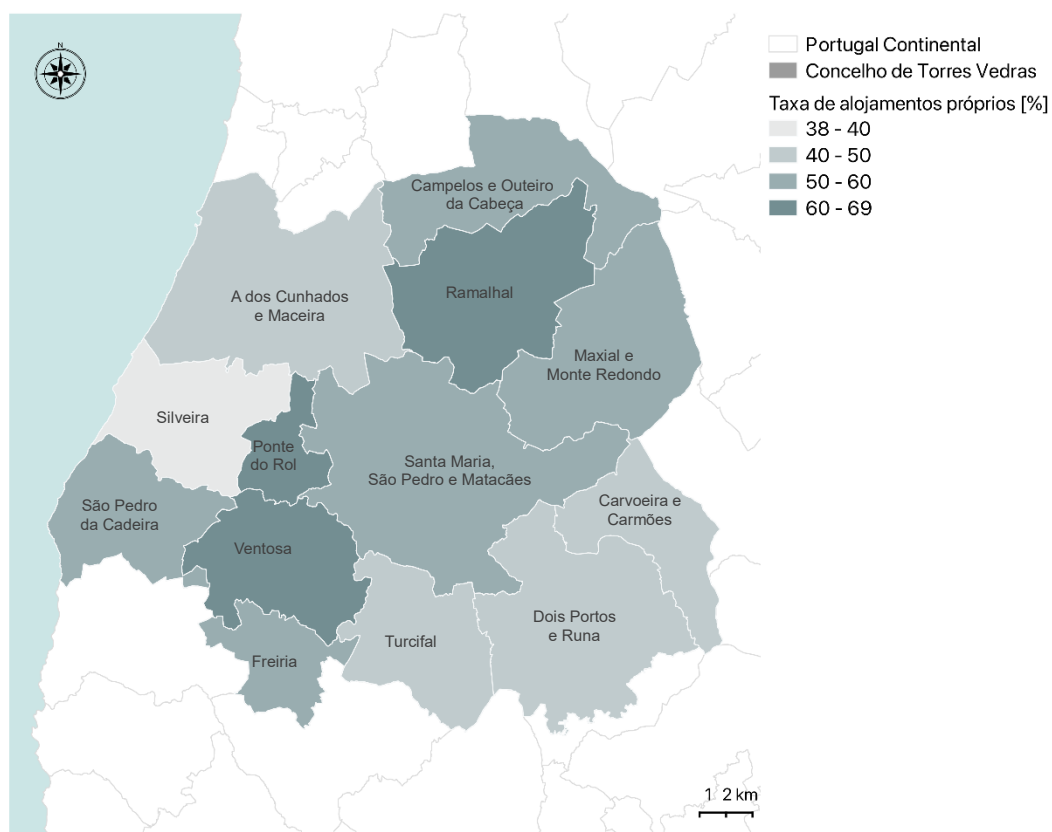 N
Portugal Continental
Concelho de Torres Vedras
Taxa de alojamentos próprios [%]
38 - 40
40 - 50
50 - 60
60 - 69
Campelos e Outeiro
da Cabeça
Ramalhal
A dos Cunhados
e Maceira
Maxial e
Monte Redondo
Silveira
Ponte
do Rol
Santa Maria,
São Pedro e Matacães
São Pedro
da Cadeira
Carvoeira e
Carmões
Ventosa
Dois Portos
e Runa
Turcifal
Freiria
1 2 km